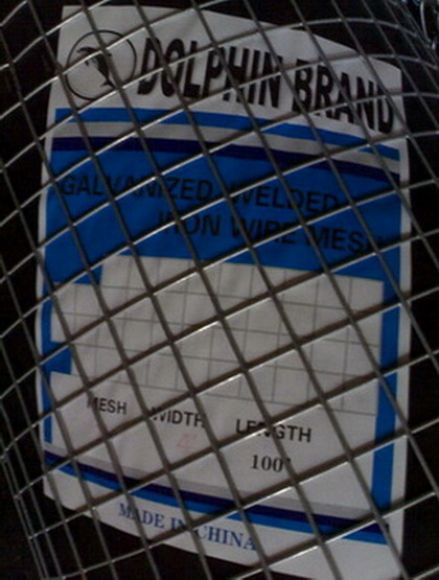 DOLPHIN BRAND
GALVANIZED WELDED
IRON WIRE MESH
MESH WIDTH LENGTH
100'
MADE IN CHINA